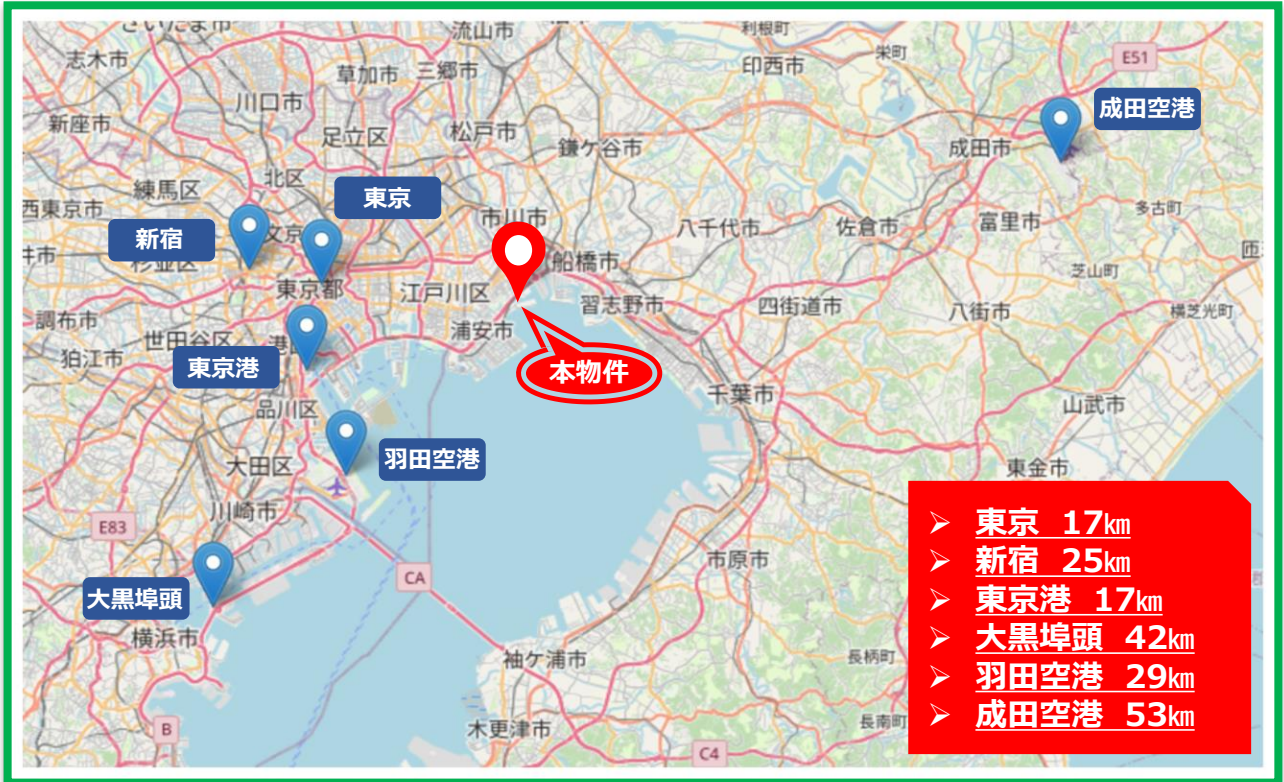 さいたま市
流山市
利根町
栄町
志木市
草加市
三郷市
印西市
E51
川口市
成田空港
新座市
足立区
松戸市
鎌ケ谷市
成田市
北区
練馬区
東京
西東京市
市川市
八千代市
佐倉市
富里市
多古町
新宿
文京
船橋市
井市
杉並区
芝山町
匝
東京都
江戸川区
習志野市
四街道市
八街市
横芝光町
調布市
世田谷区
港
浦安市
狛江市
東京港
本物件
千葉市
山武市
品川区
大田区
羽田空港
東金市
川崎市
E83
市原市
CA
大黒埠頭
横浜市
袖ケ浦市
長柄町
木更津市
長南町
B
C4
➢ 東京 17㎞
➢ 新宿 25㎞
➢ 東京港 17㎞
➢ 大黒埠頭 42㎞
➢ 羽田空港 29㎞
➢ 成田空港 53㎞